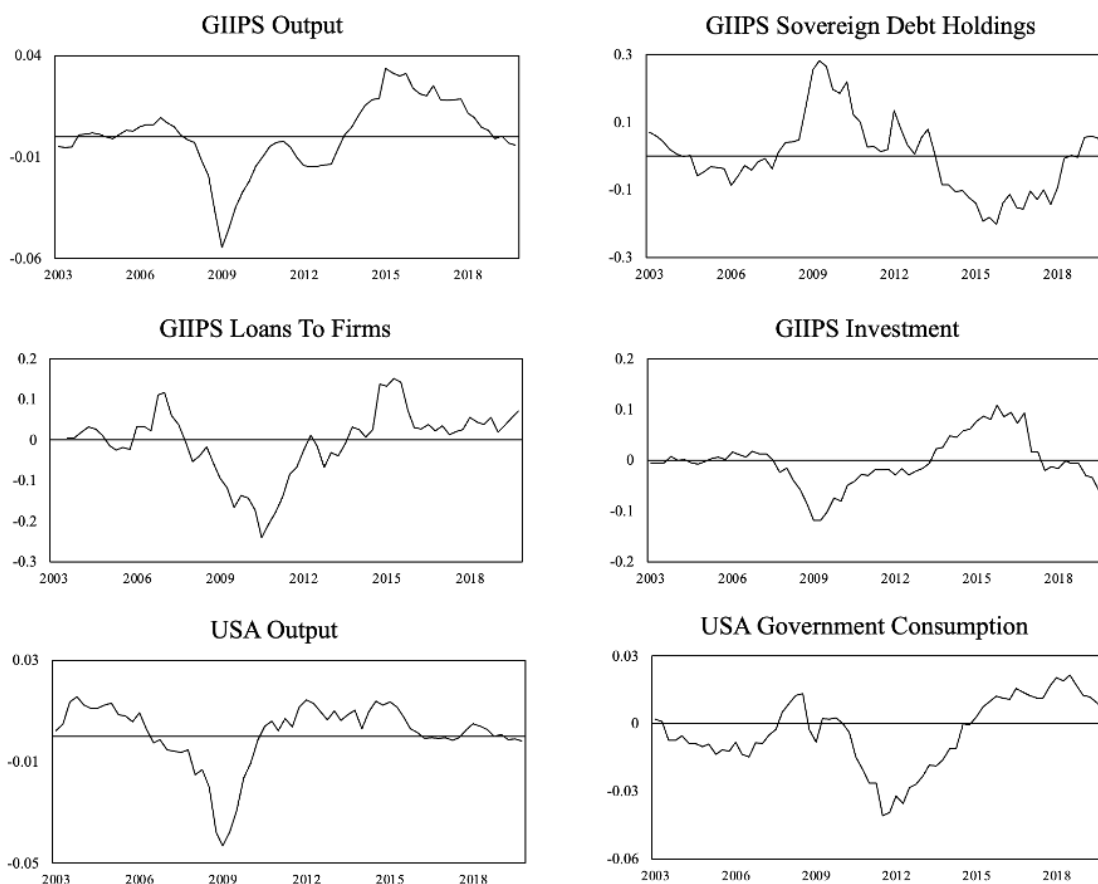 GIIPS Output
0.04
-0.01
-0.06
2003 2006 2009 2012 2015 2018
GIIPS Sovereign Debt Holdings
0.3
0.1
-0.1
-0.3
2003 2006 2009 2012 2015 2018
GIIPS Loans To Firms
0.2
0.1
0
-0.1
-0.2
-0.3
2003 2006 2009 2012 2015 2018
GIIPS Investment
0.2
0.1
0
-0.1
-0.2
2003 2006 2009 2012 2015 2018
USA Output
0.03
-0.01
-0.05
2003 2006 2009 2012 2015 2018
USA Government Consumption
0.03
0
-0.03
-0.06
2003 2006 2009 2012 2015 2018